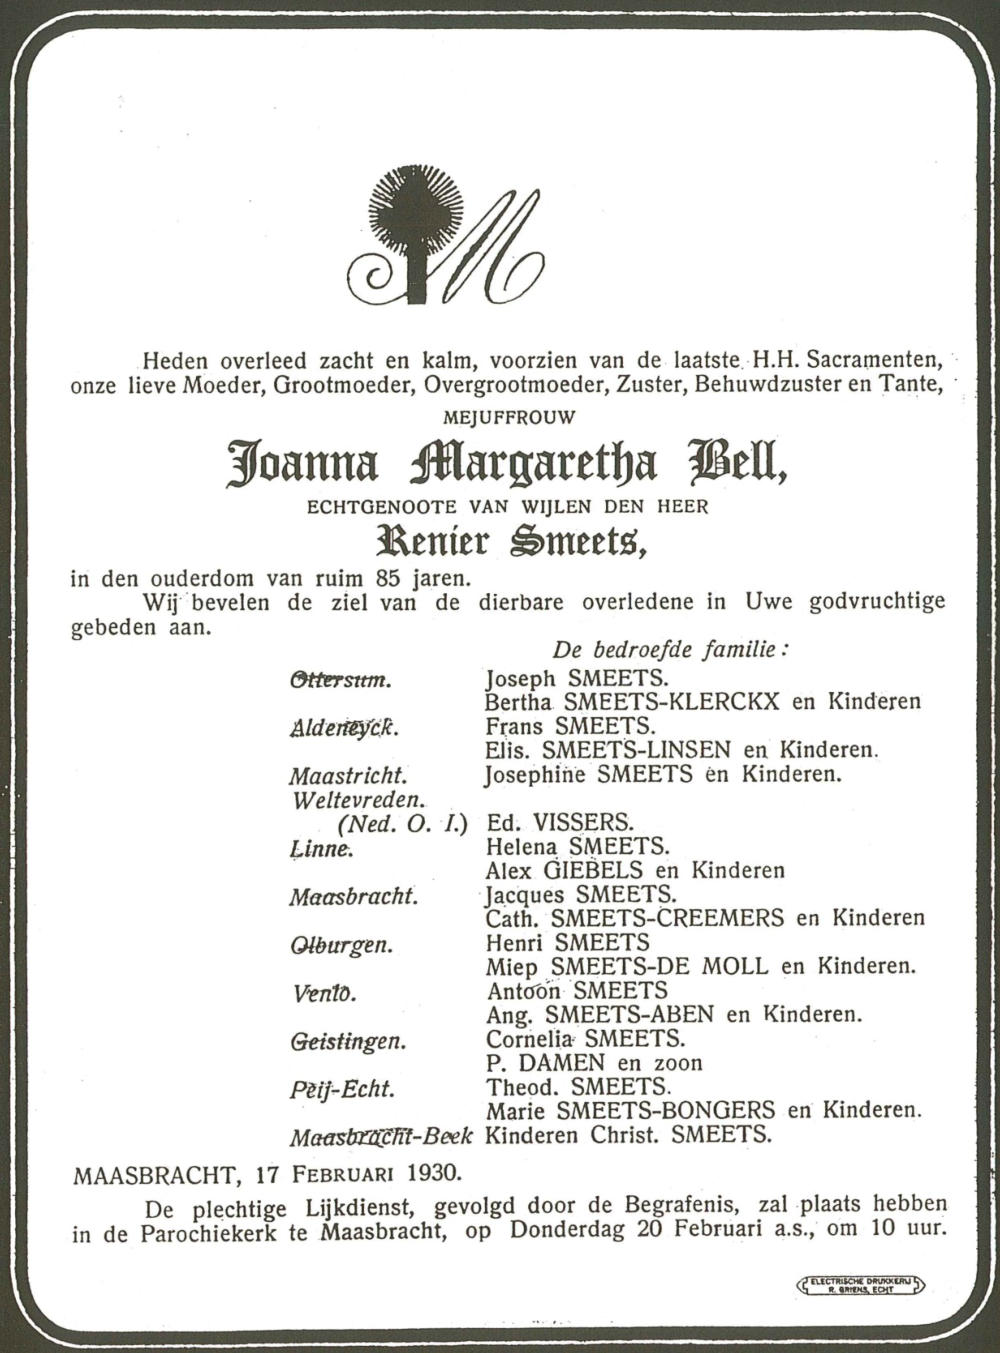 M
Heden overleed zacht en kalm, voorzien van de laatste H.H. Sacramenten,
onze lieve Moeder, Grootmoeder, Overgrootmoeder, Zuster, Behuwdzuster en Tante,
MEJUFFROUW
Joanna Margaretha Bell,
ECHTGENOOTE VAN WIJLEN DEN HEER
Renier Smeets,
in den ouderdom van ruim 85 jaren.
Wij bevelen de ziel van de dierbare overledene in Uwe godvruchtige
gebeden aan.
De bedroefde familie:
Ottersum. Joseph SMEETS.
Bertha SMEETS-KLERCKX en Kinderen
Aldeneyck. Frans SMEETS.
Elis. SMEETS-LINSEN en Kinderen.
Maastricht. Josephine SMEETS en Kinderen.
Weltevreden.
(Ned. O. I.) Ed. VISSERS.
Linne. Helena SMEETS.
Alex GIEBELS en Kinderen
Maasbracht. Jacques SMEETS.
Cath. SMEETS-CREEMERS en Kinderen
Olburgen. Henri SMEETS
Miep SMEETS-DE MOLL en Kinderen.
Venlo. Antoon SMEETS
Ang. SMEETS-ABEN en Kinderen.
Geistingen. Cornelia SMEETS.
P. DAMEN en zoon
Peij-Echt. Theod. SMEETS.
Marie SMEETS-BONGERS en Kinderen.
Maasbracht-Beek Kinderen Christ. SMEETS.
MAASBRACHT, 17 FEBRUARI 1930.
De plechtige Lijkdienst, gevolgd door de Begrafenis, zal plaats hebben
in de Parochiekerk te Maasbracht, op Donderdag 20 Februari a.s., om 10 uur.
ELECTRISCHE DRUKKERIJ
R. GRIENS, ECHT